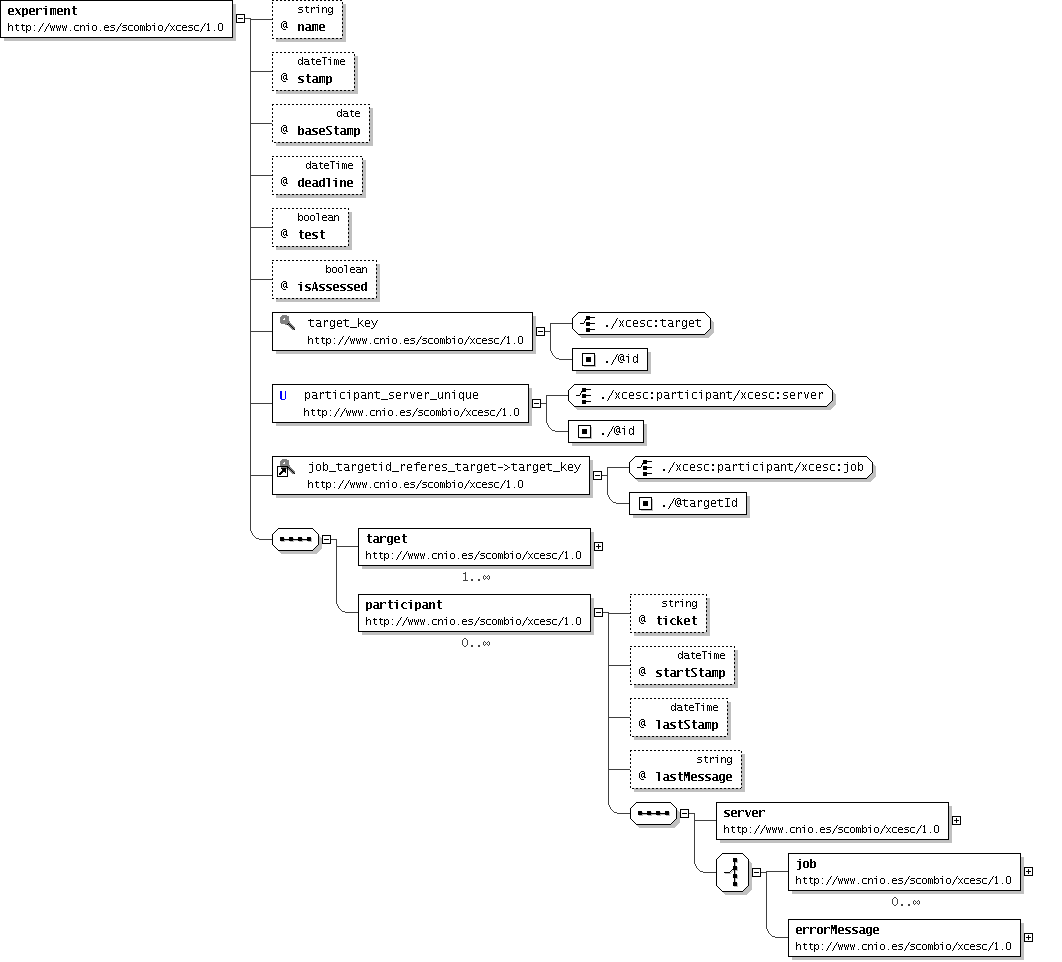 experiment
http://www.cnio.es/scombio/xcesc/1.0
string
@ name
dateTime
@ stamp
date
@ baseStamp
dateTime
@ deadline
boolean
@ test
boolean
@ isAssessed
target_key
http://www.cnio.es/scombio/xcesc/1.0
./xcesc:target
./@id
U participant_server_unique
http://www.cnio.es/scombio/xcesc/1.0
./xcesc:participant/xcesc:server
./@id
job_targetid_referes_target->target_key
http://www.cnio.es/scombio/xcesc/1.0
./xcesc:participant/xcesc:job
./@targetId
target
http://www.cnio.es/scombio/xcesc/1.0
1..∞
participant
http://www.cnio.es/scombio/xcesc/1.0
0..∞
string
@ ticket
dateTime
@ startStamp
dateTime
@ lastStamp
string
@ lastMessage
server
http://www.cnio.es/scombio/xcesc/1.0
job
http://www.cnio.es/scombio/xcesc/1.0
0..∞
errorMessage
http://www.cnio.es/scombio/xcesc/1.0